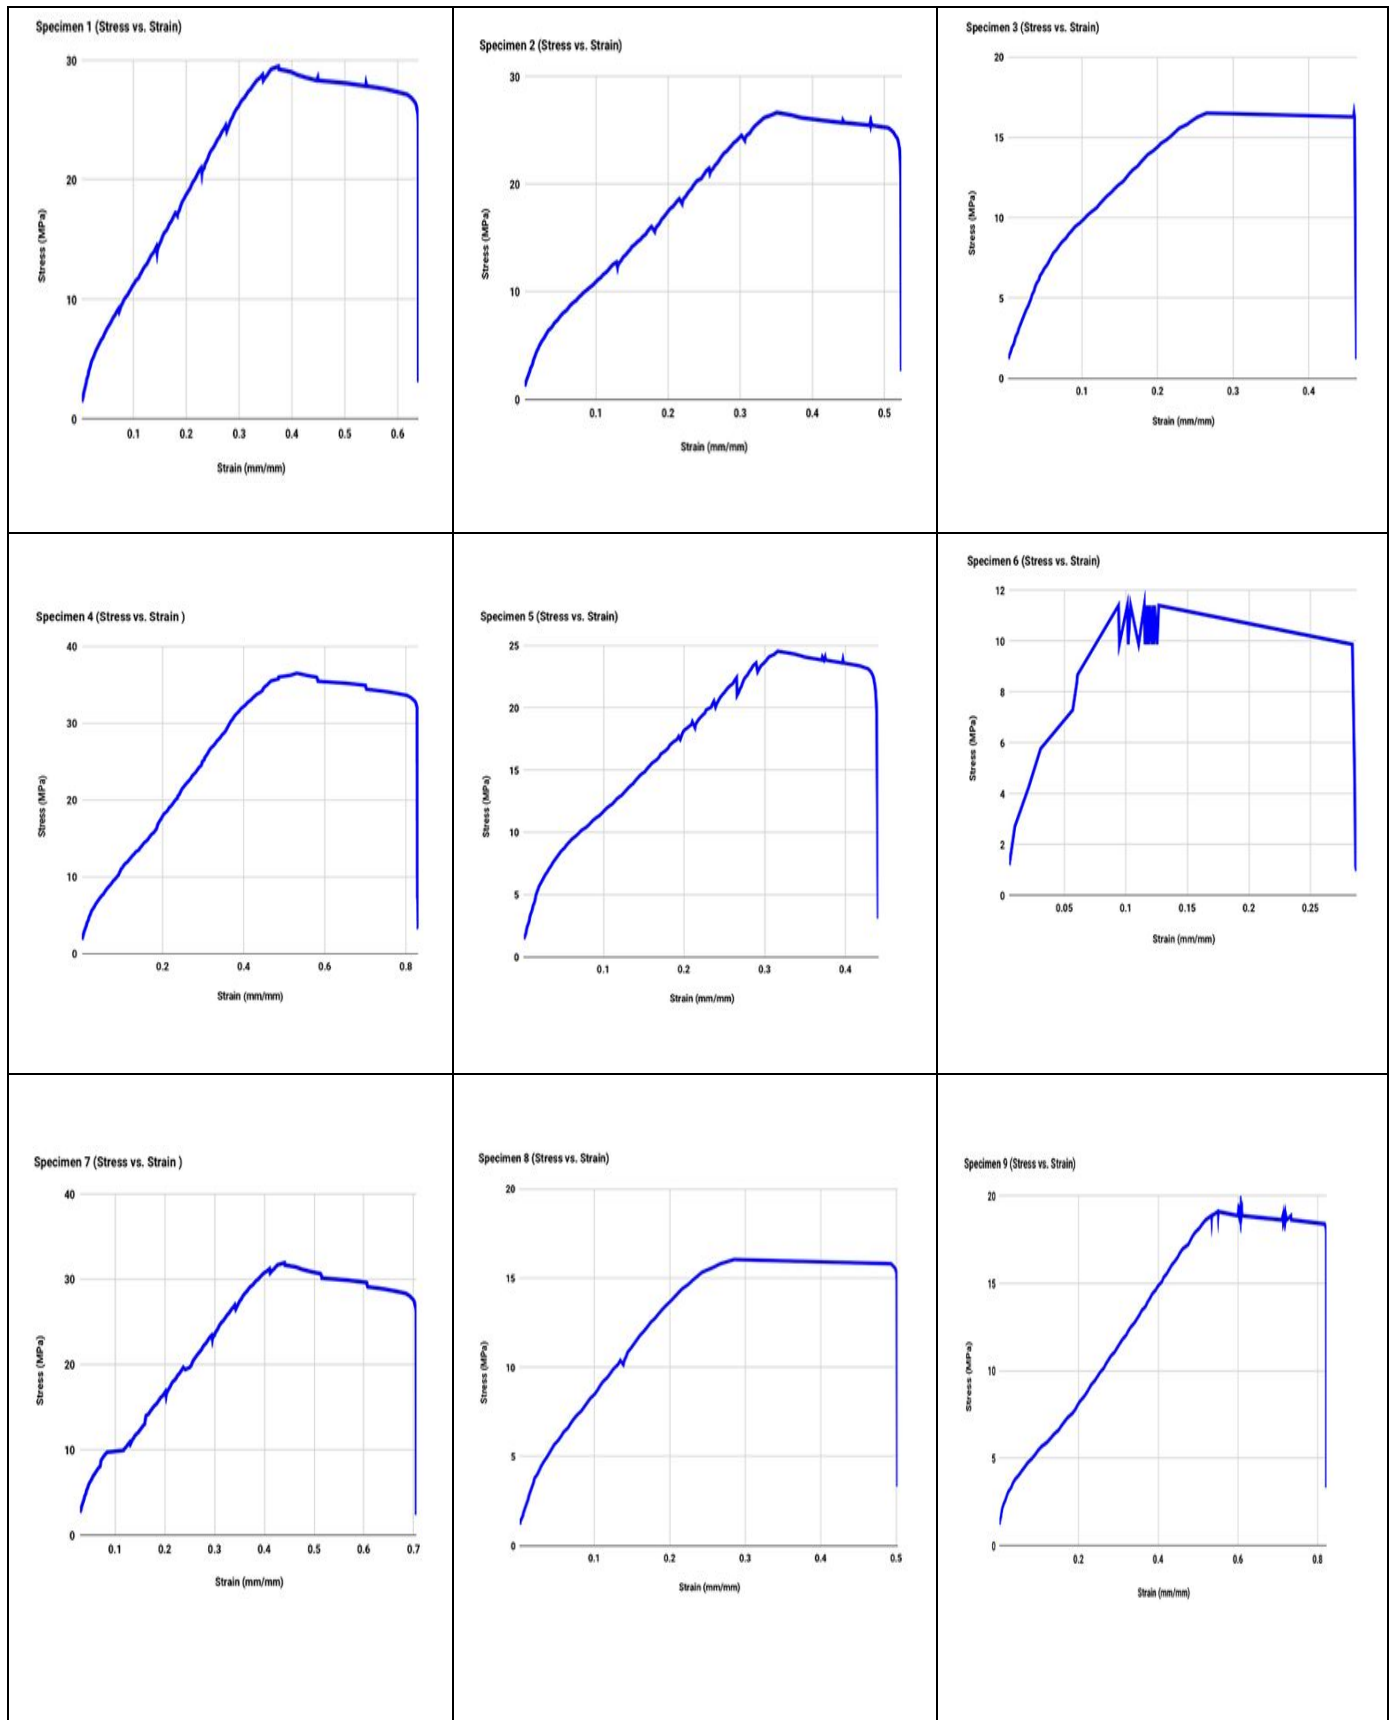 Specimen 1 (Stress vs. Strain)
30
20
10
0
Stress (MPa)
0.1 0.2 0.3 0.4 0.5 0.6
Strain (mm/mm)
Specimen 2 (Stress vs. Strain)
30
20
10
0
Stress (MPa)
0.1 0.2 0.3 0.4 0.5
Strain (mm/mm)
Specimen 3 (Stress vs. Strain)
20
15
10
5
0
Stress (MPa)
0.1 0.2 0.3 0.4
Strain (mm/mm)
Specimen 4 (Stress vs. Strain )
40
30
20
10
0
Stress (MPa)
0.2 0.4 0.6 0.8
Strain (mm/mm)
Specimen 5 (Stress vs. Strain)
25
20
15
10
5
0
Stress (MPa)
0.1 0.2 0.3 0.4
Strain (mm/mm)
Specimen 6 (Stress vs. Strain)
12
10
8
6
4
2
0
Stress (MPa)
0.05 0.1 0.15 0.2 0.25
Strain (mm/mm)
Specimen 7 (Stress vs. Strain )
40
30
20
10
0
Stress (MPa)
0.1 0.2 0.3 0.4 0.5 0.6 0.7
Strain (mm/mm)
Specimen 8 (Stress vs. Strain)
20
15
10
5
0
Stress (MPa)
0.1 0.2 0.3 0.4 0.5
Strain (mm/mm)
Specimen 9 (Stress vs. Strain)
20
15
10
5
0
Stress (MPa)
0.2 0.4 0.6 0.8
Strain (mm/mm)